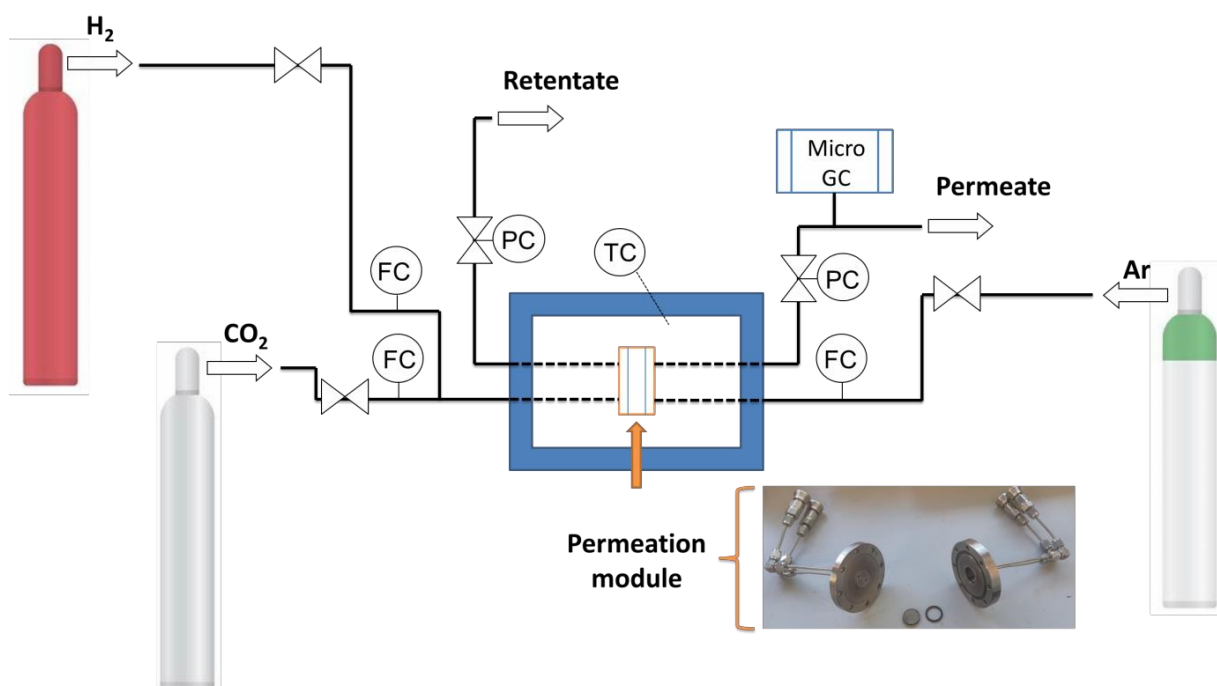 H₂
Retentate
Micro
GC
Permeate
PC
TC
PC
Ar
FC
CO₂
FC
FC
Permeation
module